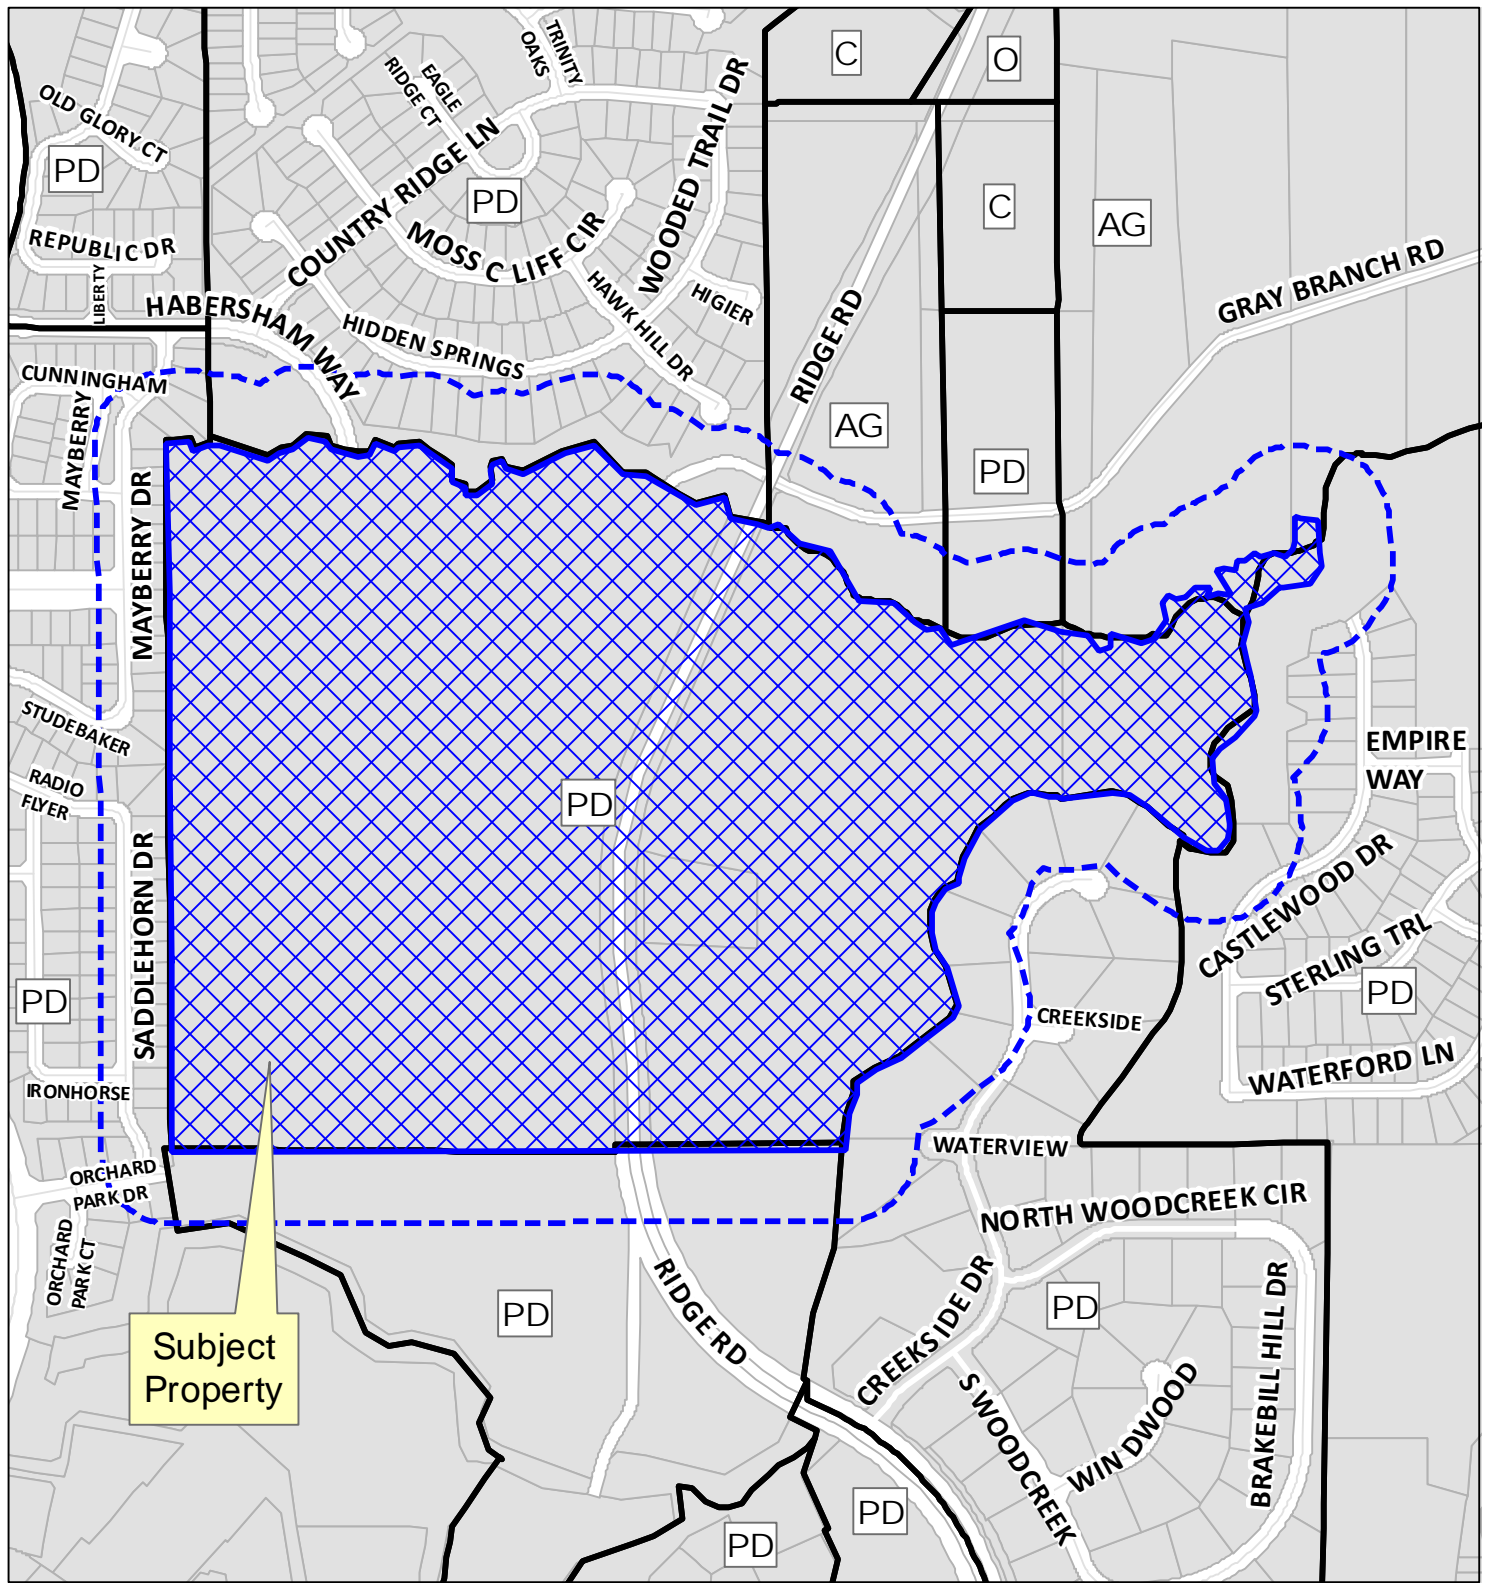 C
O
TRINITY
OAKS
EAGLE
RIDGE CT
WOODED TRAIL DR
OLD GLORY CT
PD
COUNTRY RIDGE LN
PD
C
AG
MOSS CLIFF CIR
REPUBLIC DR
LIBERTY
HABERSHAM WAY
HIDDEN SPRINGS
HAWK HILL DR
HIGIER
RIDGE RD
GRAY BRANCH RD
CUNNINGHAM
MAYBERRY
AG
PD
MAYBERRY DR
STUDEBAKER
RADIO
FLYER
PD
EMPIRE
WAY
SADDLEHORN DR
CASTLEWOOD DR
STERLING TRL
PD
PD
CREEKSIDE
WATERFORD LN
IRONHORSE
WATERVIEW
ORCHARD
PARK DR
NORTH WOODCREEK CIR
ORCHARD
PARK CT
PD
RIDGE RD
CREEKSIDE DR
PD
BRAKEBILL HILL DR
Subject
Property
S WOODCREEK
WINDWOOD
PD
PD